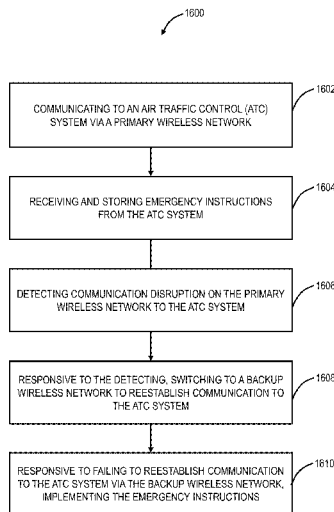 1600
COMMUNICATING TO AN AIR TRAFFIC CONTROL (ATC)
SYSTEM VIA A PRIMARY WIRELESS NETWORK
1602
RECEIVING AND STORING EMERGENCY INSTRUCTIONS
FROM THE ATC SYSTEM
1604
DETECTING COMMUNICATION DISRUPTION ON THE PRIMARY
WIRELESS NETWORK TO THE ATC SYSTEM
1606
RESPONSIVE TO THE DETECTING, SWITCHING TO A BACKUP
WIRELESS NETWORK TO REESTABLISH COMMUNICATION TO
THE ATC SYSTEM
1608
RESPONSIVE TO FAILING TO REESTABLISH COMMUNICATION
TO THE ATC SYSTEM VIA THE BACKUP WIRELESS NETWORK,
IMPLEMENTING THE EMERGENCY INSTRUCTIONS
1810